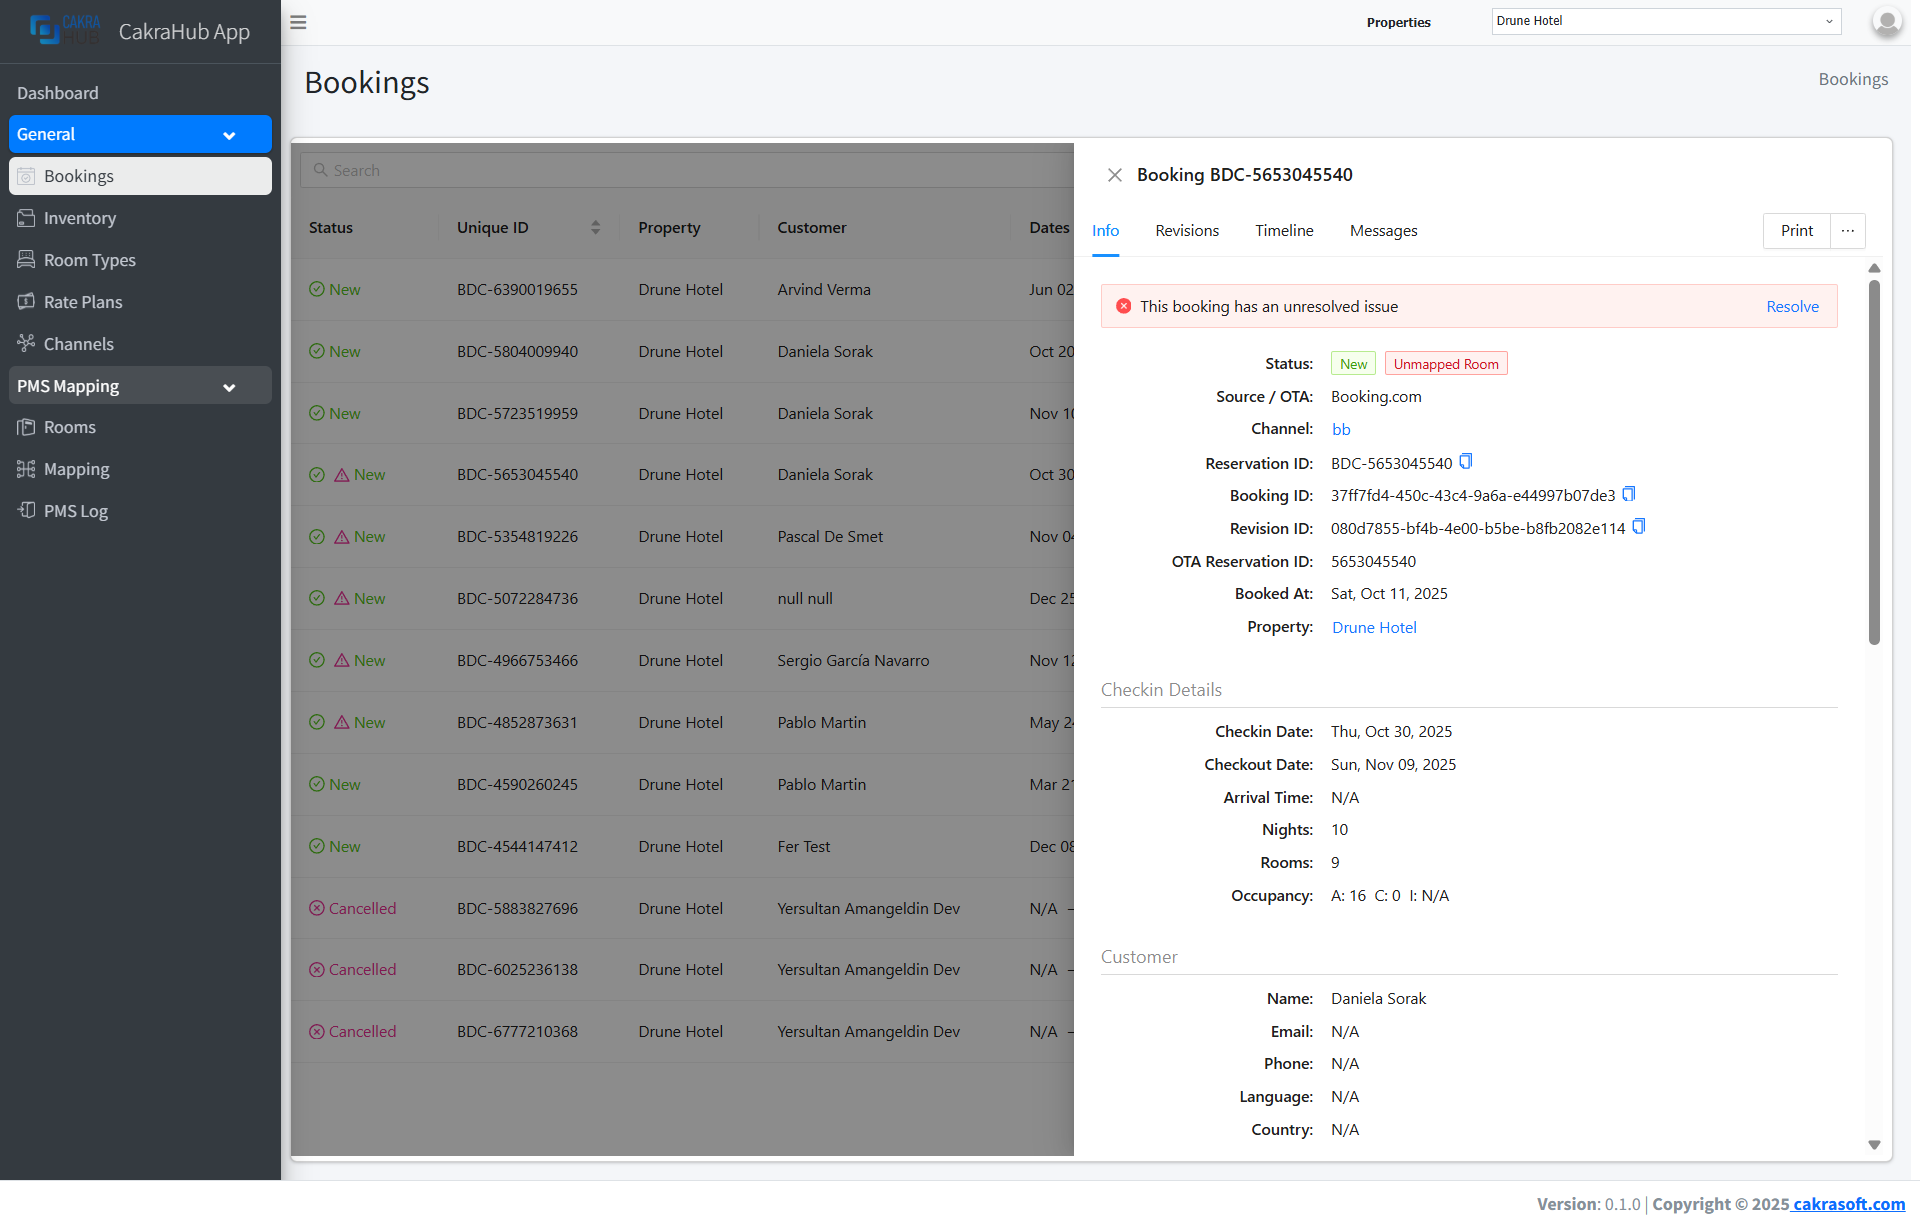 CAKRA
HUB
CakraHub App
Properties
Drune Hotel
Dashboard
General
Bookings
Inventory
Room Types
Rate Plans
Channels
PMS Mapping
Rooms
Mapping
PMS Log
Bookings
Bookings
Search
Status Unique ID Property Customer Dates
New BDC-6390019655 Drune Hotel Arvind Verma Jun 02
New BDC-5804009940 Drune Hotel Daniela Sorak Oct 20
New BDC-5723519959 Drune Hotel Daniela Sorak Nov 10
New BDC-5653045540 Drune Hotel Daniela Sorak Oct 30
New BDC-5354819226 Drune Hotel Pascal De Smet Nov 04
New BDC-5072284736 Drune Hotel null null Dec 25
New BDC-4966753466 Drune Hotel Sergio García Navarro Nov 12
New BDC-4852873631 Drune Hotel Pablo Martin May 24
New BDC-4590260245 Drune Hotel Pablo Martin Mar 21
New BDC-4544147412 Drune Hotel Fer Test Dec 08
Cancelled BDC-5883827696 Drune Hotel Yersultan Amangeldin Dev N/A –
Cancelled BDC-6025236138 Drune Hotel Yersultan Amangeldin Dev N/A –
Cancelled BDC-6777210368 Drune Hotel Yersultan Amangeldin Dev N/A –
Booking BDC-5653045540
Info Revisions Timeline Messages Print ···
This booking has an unresolved issue Resolve
Status: New Unmapped Room
Source / OTA: Booking.com
Channel: bb
Reservation ID: BDC-5653045540
Booking ID: 37ff7fd4-450c-43c4-9a6a-e44997b07de3
Revision ID: 080d7855-bf4b-4e00-b5be-b8fb2082e114
OTA Reservation ID: 5653045540
Booked At: Sat, Oct 11, 2025
Property: Drune Hotel
Checkin Details
Checkin Date: Thu, Oct 30, 2025
Checkout Date: Sun, Nov 09, 2025
Arrival Time: N/A
Nights: 10
Rooms: 9
Occupancy: A: 16 C: 0 I: N/A
Customer
Name: Daniela Sorak
Email: N/A
Phone: N/A
Language: N/A
Country: N/A
Version: 0.1.0 | Copyright © 2025 cakrasoft.com